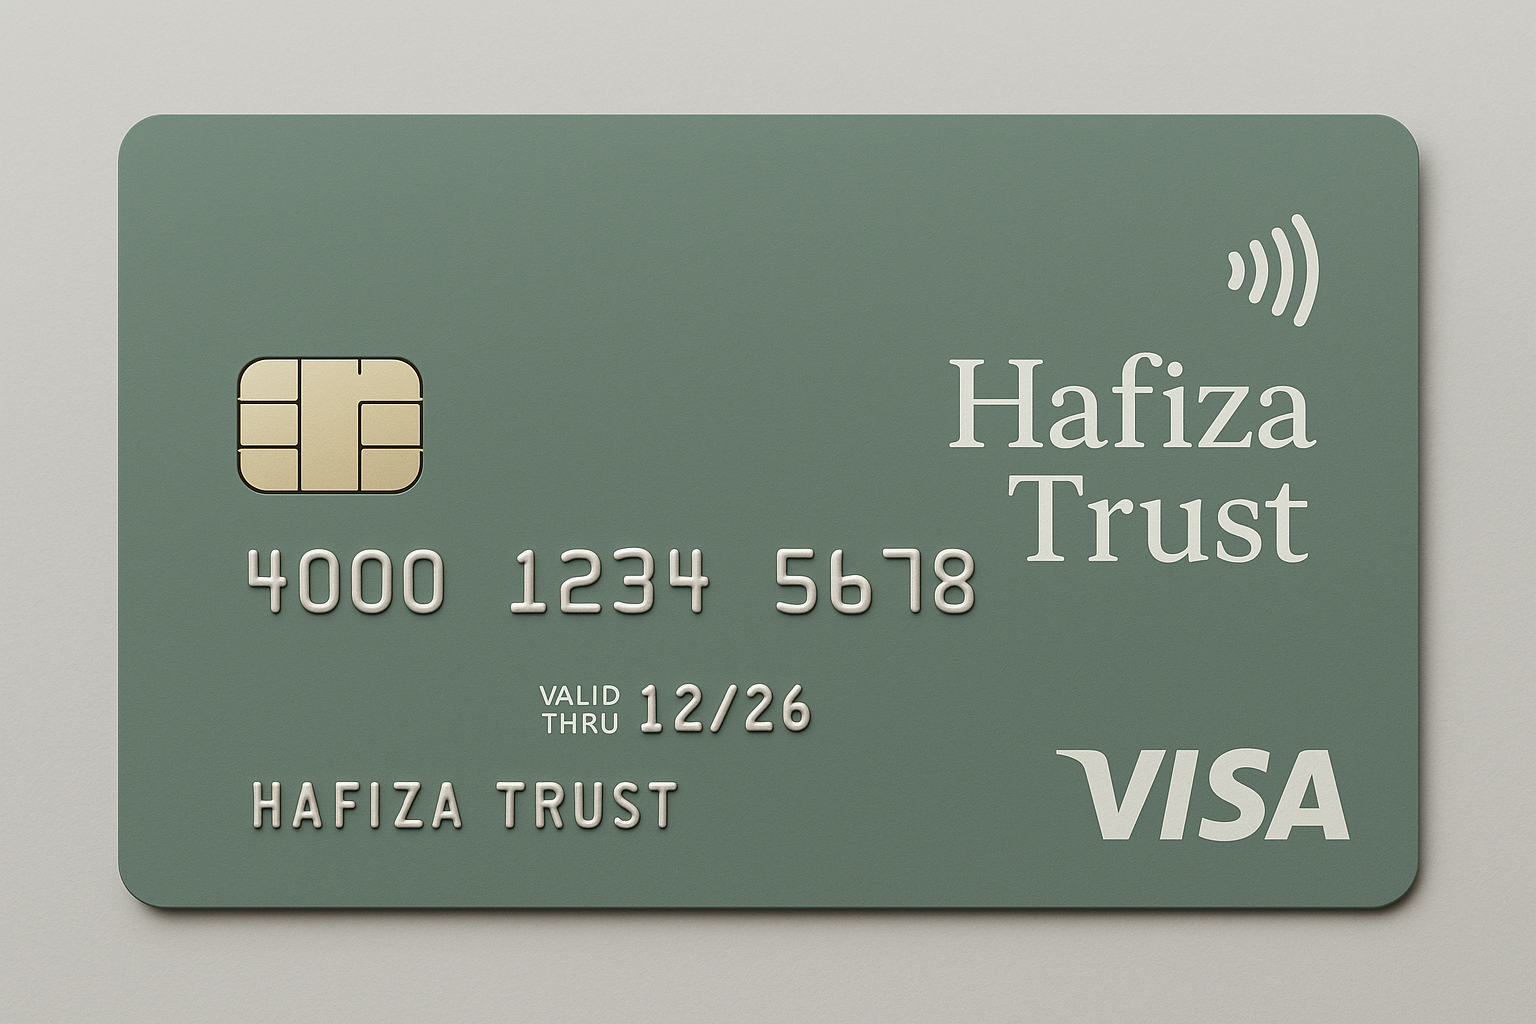 Hafiza
Trust
4000 1234 5678
VALID
THRU 12/26
HAFIZA TRUST
VISA